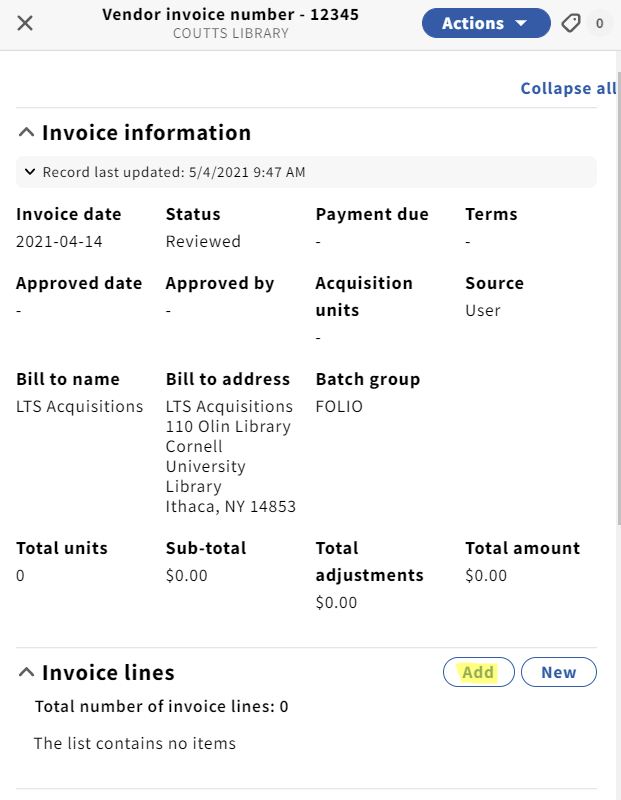 Vendor invoice number - 12345
COUTTS LIBRARY
Actions
0
Collapse all
Invoice information
Record last updated: 5/4/2021 9:47 AM
Invoice date Status Payment due Terms
2021-04-14 Reviewed - -
Approved date Approved by Acquisition units Source
- - - User
Bill to name Bill to address Batch group
LTS Acquisitions LTS Acquisitions FOLIO
110 Olin Library
Cornell
University
Library
Ithaca, NY 14853
Total units Sub-total Total adjustments Total amount
0 $0.00 $0.00 $0.00
Invoice lines Add New
Total number of invoice lines: 0
The list contains no items